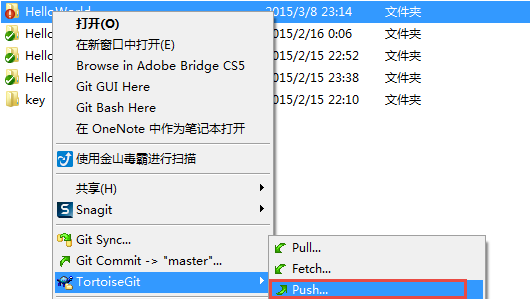 HelloWorld 2015/3/8 23:14 文件夹
Hello 2015/2/16 0:06 文件夹
Hello 2015/2/15 22:52 文件夹
Hello 2015/2/15 23:38 文件夹
key 2015/2/15 22:10 文件夹
打开(O)
在新窗口中打开(E)
Browse in Adobe Bridge CS5
Git GUI Here
Git Bash Here
在 OneNote 中作为笔记本打开
使用金山毒霸进行扫描
共享(H)
Snagit
Git Sync...
Git Commit -> "master"...
TortoiseGit
Pull...
Fetch...
Push...